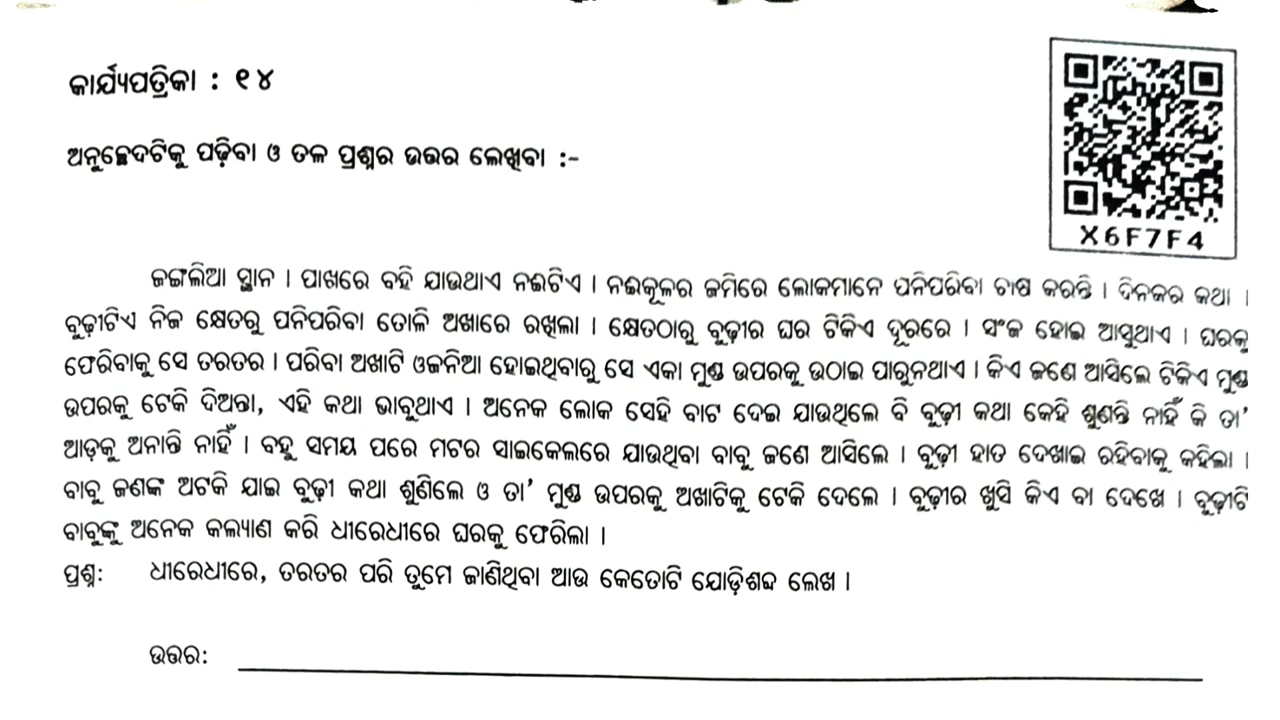 କାର୍ଯ୍ୟପତ୍ରିକା : ୧୪
ଅନୁଚ୍ଛେଦଟିକୁ ପଢ଼ିବା ଓ ତଳ ପ୍ରଶ୍ନର ଉତ୍ତର ଲେଖିବା :-
X6F7F4
ଜଙ୍ଗଲିଆ ସ୍ଥାନ । ପାଖରେ ବହି ଯାଉଥାଏ ନଈଟିଏ । ନଈକୂଳର ଜମିରେ ଲୋକମାନେ ପନିପରିବା ଚାଷ କରନ୍ତି । ଦିନକର କଥା ।
ବୁଢ଼ୀଟିଏ ନିଜ କ୍ଷେତରୁ ପନିପରିବା ତୋଳି ଅଖାରେ ରଖିଲା । କ୍ଷେତଠାରୁ ବୁଢ଼ୀର ଘର ଟିକିଏ ଦୂରରେ । ସଂଜ ହୋଇ ଆସୁଥାଏ । ଘରକୁ
ଫେରିବାକୁ ସେ ତରତର । ପରିବା ଅଖାଟି ଓଜନିଆ ହୋଇଥିବାରୁ ସେ ଏକା ମୁଣ୍ଡ ଉପରକୁ ଉଠାଇ ପାରୁନଥାଏ । କିଏ ଜଣେ ଆସିଲେ ଟିକିଏ ମୁଣ୍ଡ
ଉପରକୁ ଟେକି ଦିଅନ୍ତା, ଏହି କଥା ଭାବୁଥାଏ । ଅନେକ ଲୋକ ସେହି ବାଟ ଦେଇ ଯାଉଥିଲେ ବି ବୁଢ଼ୀ କଥା କେହି ଶୁଣନ୍ତି ନାହିଁ କି ତା’
ଆଡ଼କୁ ଅନାନ୍ତି ନାହିଁ । ବହୁ ସମୟ ପରେ ମଟର ସାଇକେଲରେ ଯାଉଥିବା ବାବୁ ଜଣେ ଆସିଲେ । ବୁଢ଼ୀ ହାତ ଦେଖାଇ ରହିବାକୁ କହିଲା ।
ବାବୁ ଜଣଙ୍କ ଅଟକି ଯାଇ ବୁଢ଼ୀ କଥା ଶୁଣିଲେ ଓ ତା’ ମୁଣ୍ଡ ଉପରକୁ ଅଖାଟିକୁ ଟେକି ଦେଲେ । ବୁଢ଼ୀର ଖୁସି କିଏ ବା ଦେଖେ । ବୁଢ଼ୀଟି
ବାବୁଙ୍କୁ ଅନେକ କଲ୍ୟାଣ କରି ଧୀରେଧୀରେ ଘରକୁ ଫେରିଲା ।
ପ୍ରଶ୍ନ: ଧୀରେଧୀରେ, ତରତର ପରି ତୁମେ ଜାଣିଥିବା ଆଉ କେତୋଟି ଯୋଡ଼ିଶବ୍ଦ ଲେଖ ।
ଉତ୍ତର: